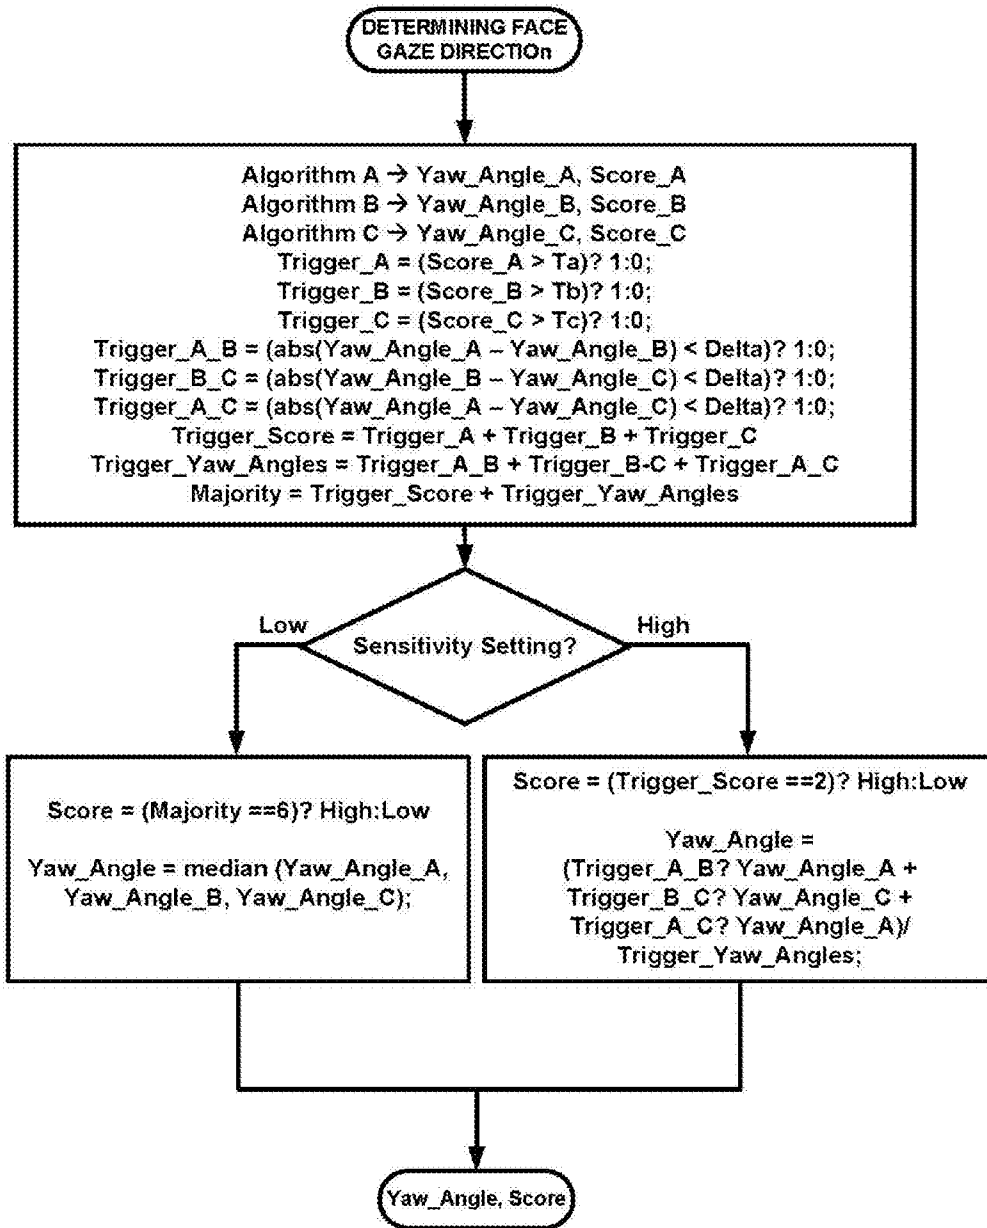 DETERMINING FACE
GAZE DIRECTIOn
Algorithm A → Yaw_Angle_A, Score_A
Algorithm B → Yaw_Angle_B, Score_B
Algorithm C → Yaw_Angle_C, Score_C
Trigger_A = (Score_A > Ta)? 1:0;
Trigger_B = (Score_B > Tb)? 1:0;
Trigger_C = (Score_C > Tc)? 1:0;
Trigger_A_B = (abs(Yaw_Angle_A – Yaw_Angle_B) < Delta)? 1:0;
Trigger_B_C = (abs(Yaw_Angle_B – Yaw_Angle_C) < Delta)? 1:0;
Trigger_A_C = (abs(Yaw_Angle_A – Yaw_Angle_C) < Delta)? 1:0;
Trigger_Score = Trigger_A + Trigger_B + Trigger_C
Trigger_Yaw_Angles = Trigger_A_B + Trigger_B-C + Trigger_A_C
Majority = Trigger_Score + Trigger_Yaw_Angles
Sensitivity Setting?
Low
High
Score = (Majority ==6)? High:Low
Yaw_Angle = median (Yaw_Angle_A,
Yaw_Angle_B, Yaw_Angle_C);
Score = (Trigger_Score ==2)? High:Low
Yaw_Angle =
(Trigger_A_B? Yaw_Angle_A +
Trigger_B_C? Yaw_Angle_C +
Trigger_A_C? Yaw_Angle_A)/
Trigger_Yaw_Angles;
Yaw_Angle, Score